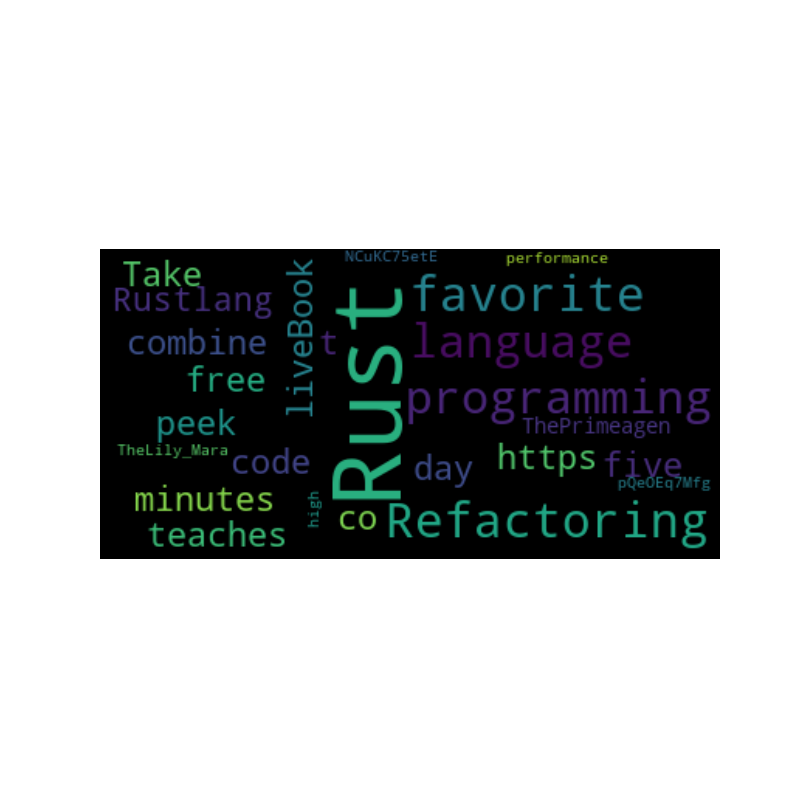 NCuKC75etE
performance
Take
Rustlang
liveBook
Rust
favorite
combine
t
language
free
programming
peek
ThePrimeagen
TheLily_Mara
code
day
https
five
pQeOEq7Mfg
minutes
high
co
Refactoring
teaches